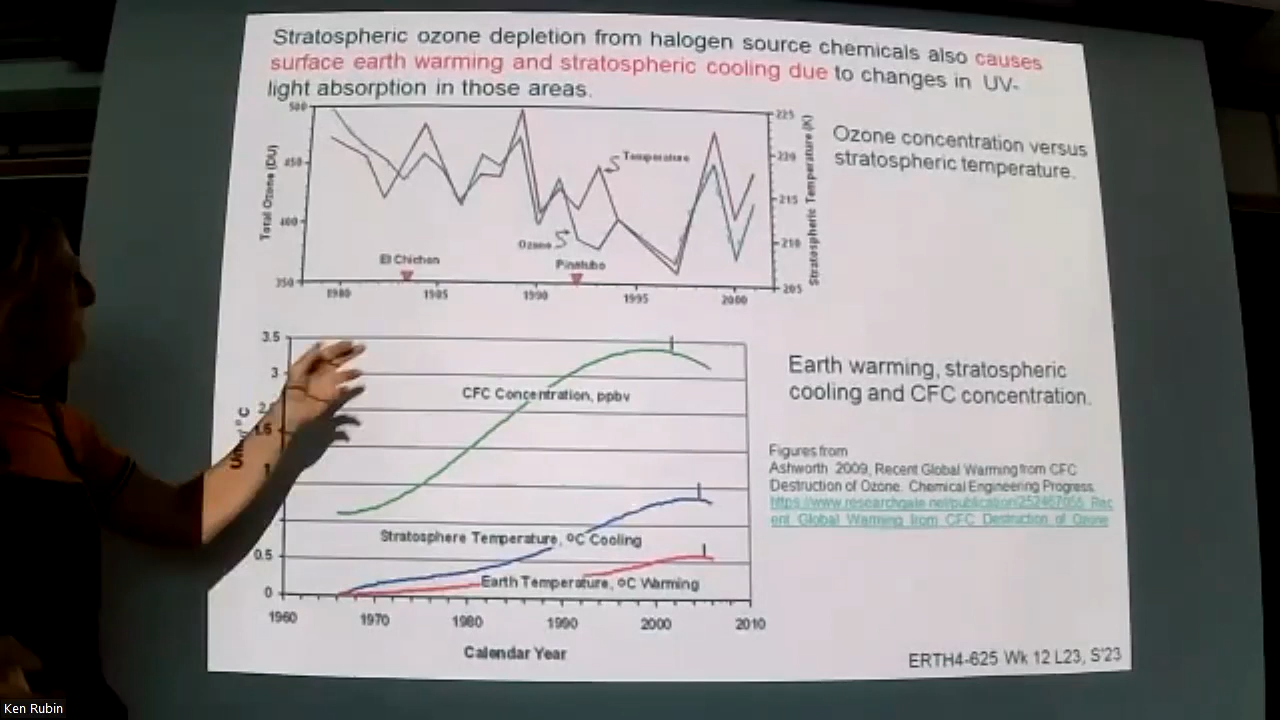 Stratospheric ozone depletion from halogen source chemicals also causes
surface earth warming and stratospheric cooling due to changes in UV-
light absorption in those areas.
500
450
400
350
Total Ozone (DU)
Temperature
Ozone
El Chichon
Pinatubo
1980
1985
1990
1995
2000
225
220
215
210
205
Stratospheric Temperature (K)
Ozone concentration versus
stratospheric temperature.
3.5
3
1
0.5
0
CFC Concentration, ppbv
Stratosphere Temperature, ºC Cooling
Earth Temperature, ºC Warming
1960
1970
1980
1990
2000
2010
Calendar Year
Earth warming, stratospheric
cooling and CFC concentration.
Figures from
Ashworth 2009, Recent Global Warming from CFC
Destruction of Ozone. Chemical Engineering Progress.
ent_Global_Warming_from_CFC_Destruction_of_Ozone
ERTH4-625 Wk 12 L23, S'23
Ken Rubin